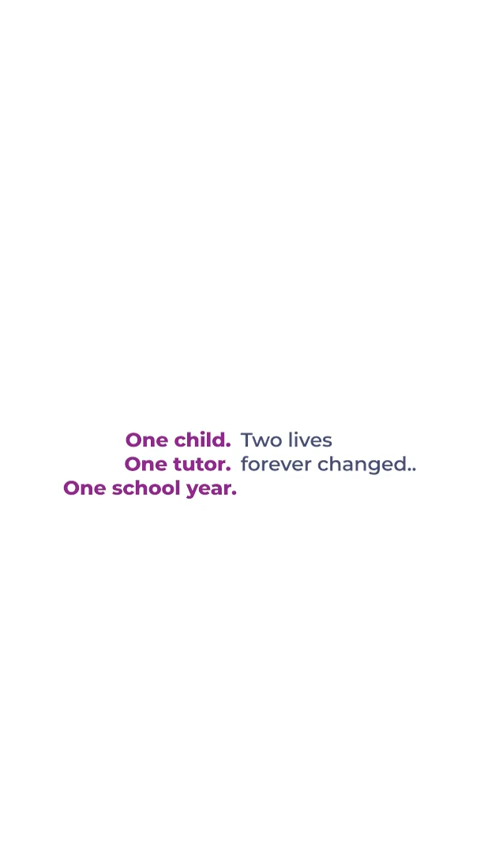 One child.
One tutor.
One school year.
Two lives
forever changed..